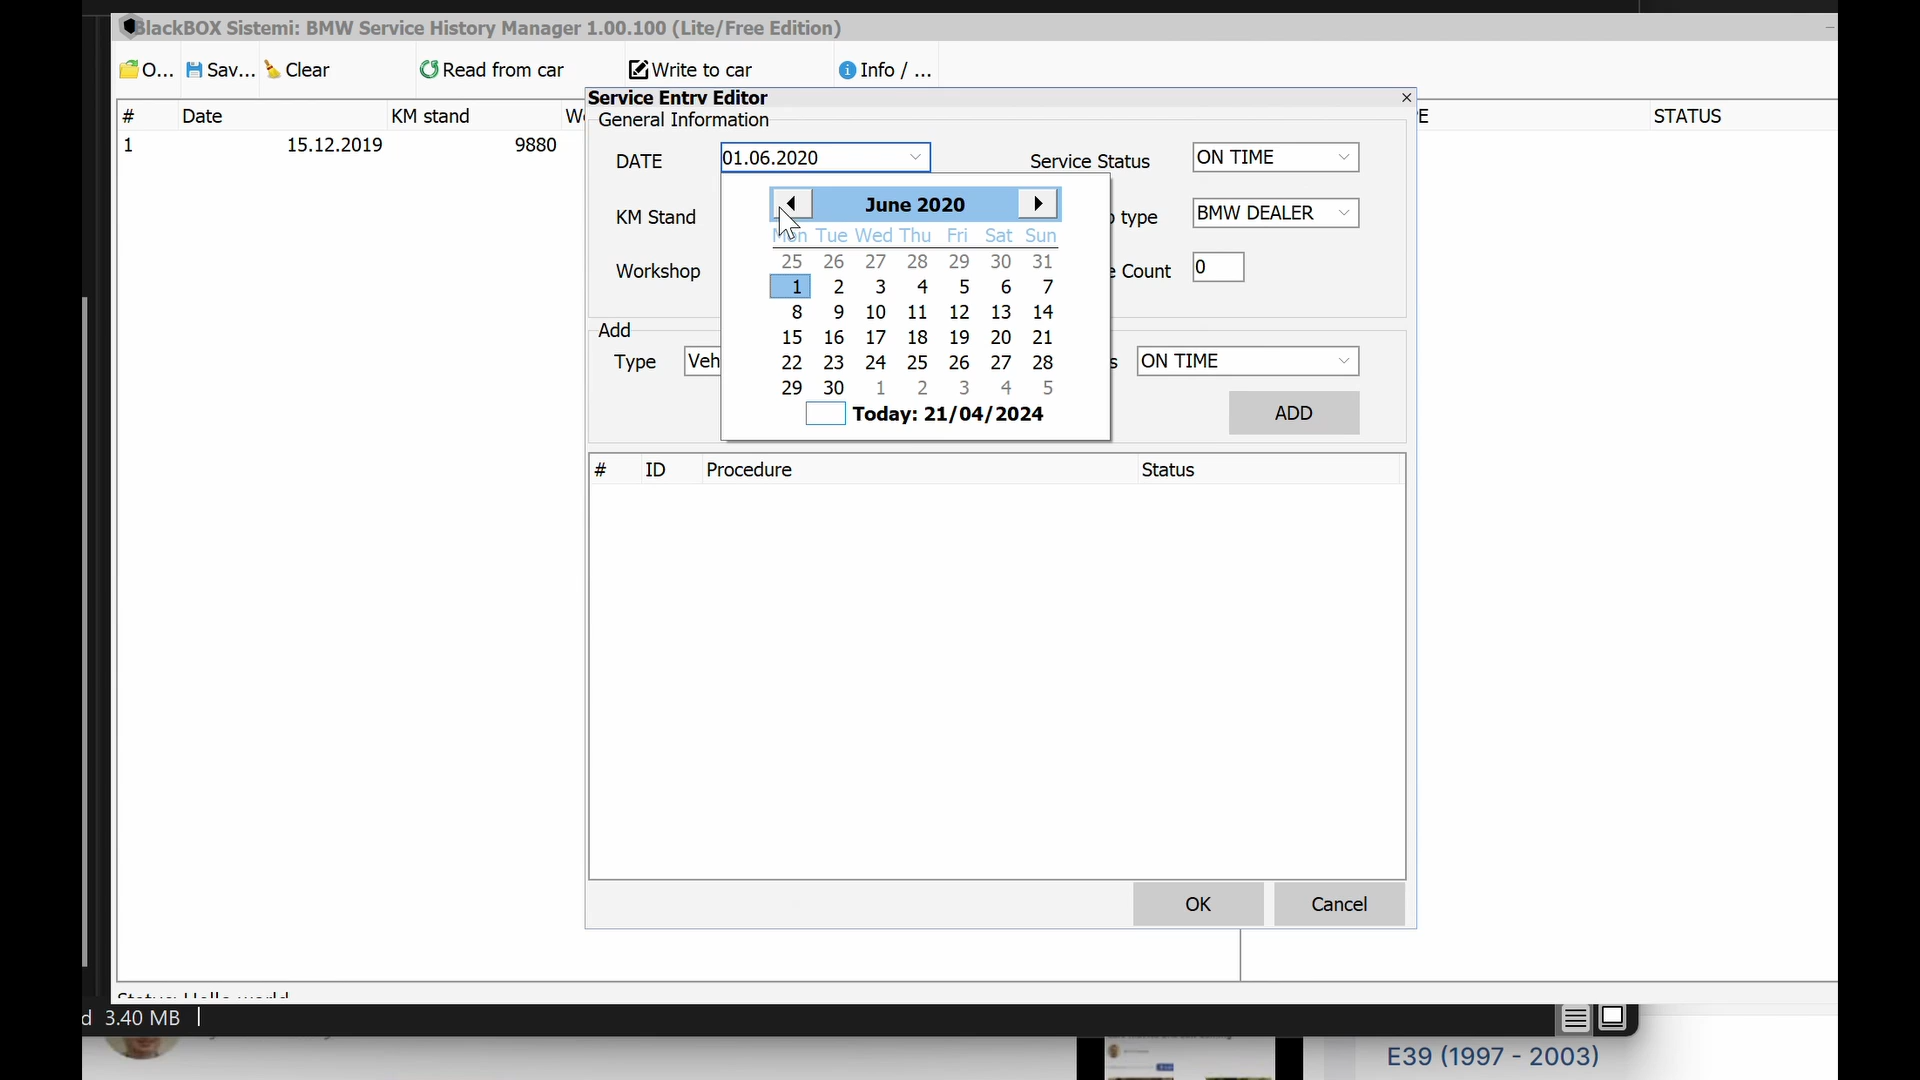 BlackBOX Sistemi: BMW Service History Manager 1.00.100 (Lite/Free Edition)
O... Sav... Clear Read from car Write to car Info / ...
# Date KM stand STATUS
1 15.12.2019 9880
Service Entry Editor
General Information
DATE 01.06.2020 Service Status ON TIME
KM Stand type BMW DEALER
Workshop Count 0
June 2020
Mon Tue Wed Thu Fri Sat Sun
25 26 27 28 29 30 31
1 2 3 4 5 6 7
8 9 10 11 12 13 14
15 16 17 18 19 20 21
22 23 24 25 26 27 28
29 30 1 2 3 4 5
Today: 21/04/2024
Add
Type Veh ON TIME
ADD
# ID Procedure Status
OK Cancel
Status: Hello world
d 3.40 MB
E39 (1997 - 2003)